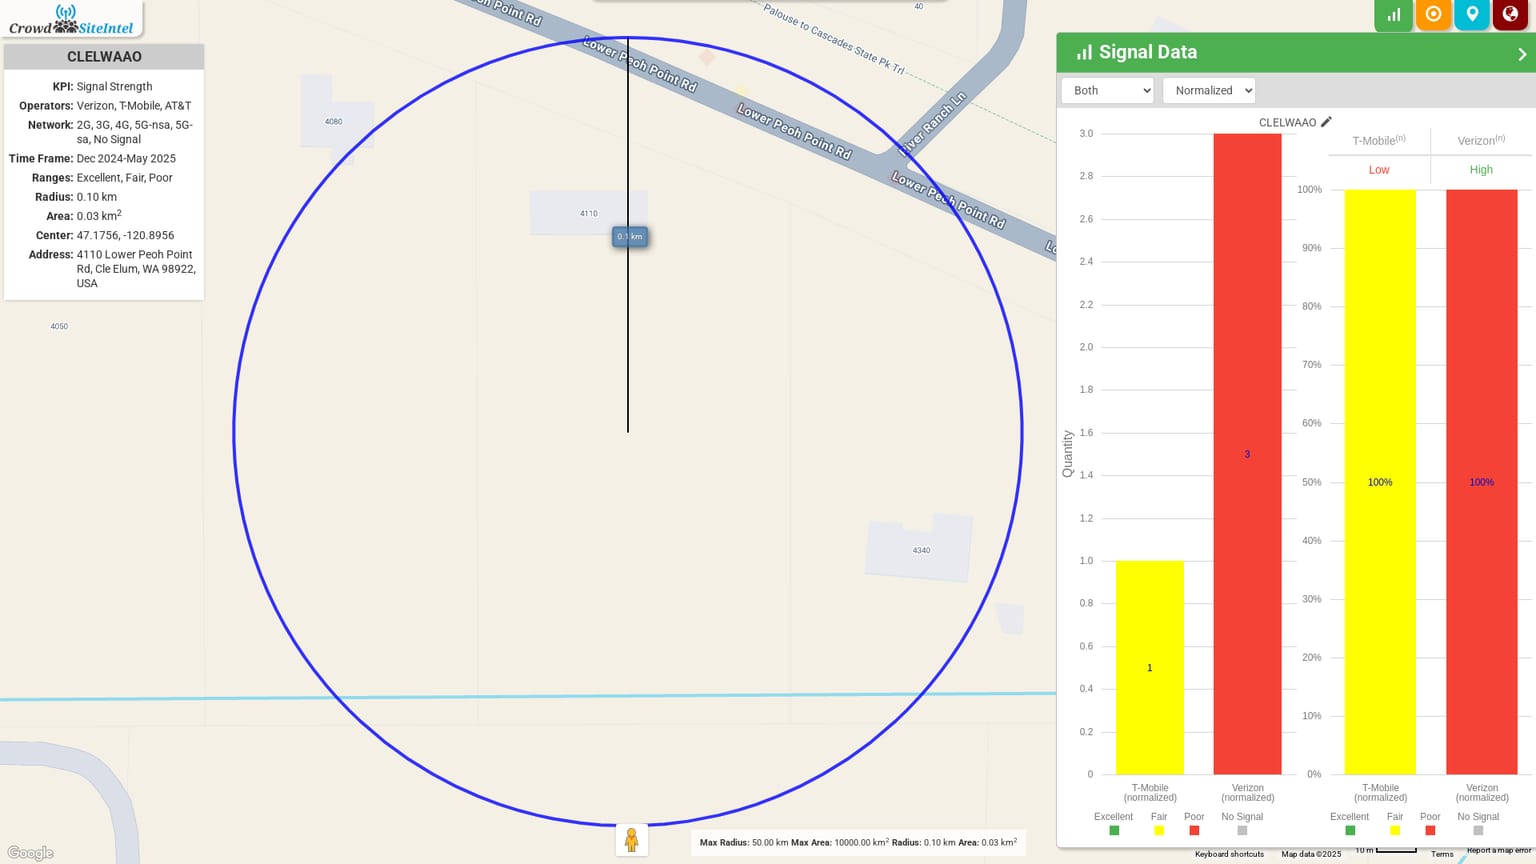 Crowd SiteIntel
CLELWAAO
KPI: Signal Strength
Operators: Verizon, T-Mobile, AT&T
Network: 2G, 3G, 4G, 5G-nsa, 5G-
sa, No Signal
Time Frame: Dec 2024-May 2025
Ranges: Excellent, Fair, Poor
Radius: 0.10 km
Area: 0.03 km2
Center: 47.1756, -120.8956
Address: 4110 Lower Peoh Point
Rd, Cle Elum, WA 98922,
USA
4050
4080
40
Point Rd
Lower Peoh Point Rd
Palouse to Cascades State Pk Trl
Lower Peoh Point Rd
River Ranch Ln
Lower Peoh Point Rd
Lo
4110
0.1 km
4340
Google
Max Radius: 50.00 km Max Area: 10000.00 km2 Radius: 0.10 km Area: 0.03 km2
Signal Data
Both
Normalized
CLELWAAO
Quantity
3.0
2.8
2.6
2.4
2.2
2.0
1.8
1.6
1.4
1.2
1.0
0.8
0.6
0.4
0.2
0
1
3
T-Mobile
(normalized)
Verizon
(normalized)
Excellent Fair Poor No Signal
T-Mobile(n) Verizon(n)
Low High
100%
90%
80%
70%
60%
50%
40%
30%
20%
10%
0%
100%
100%
T-Mobile
(normalized)
Verizon
(normalized)
Excellent Fair Poor No Signal
Keyboard shortcuts Map data ©2025 10 m Terms Report a map error